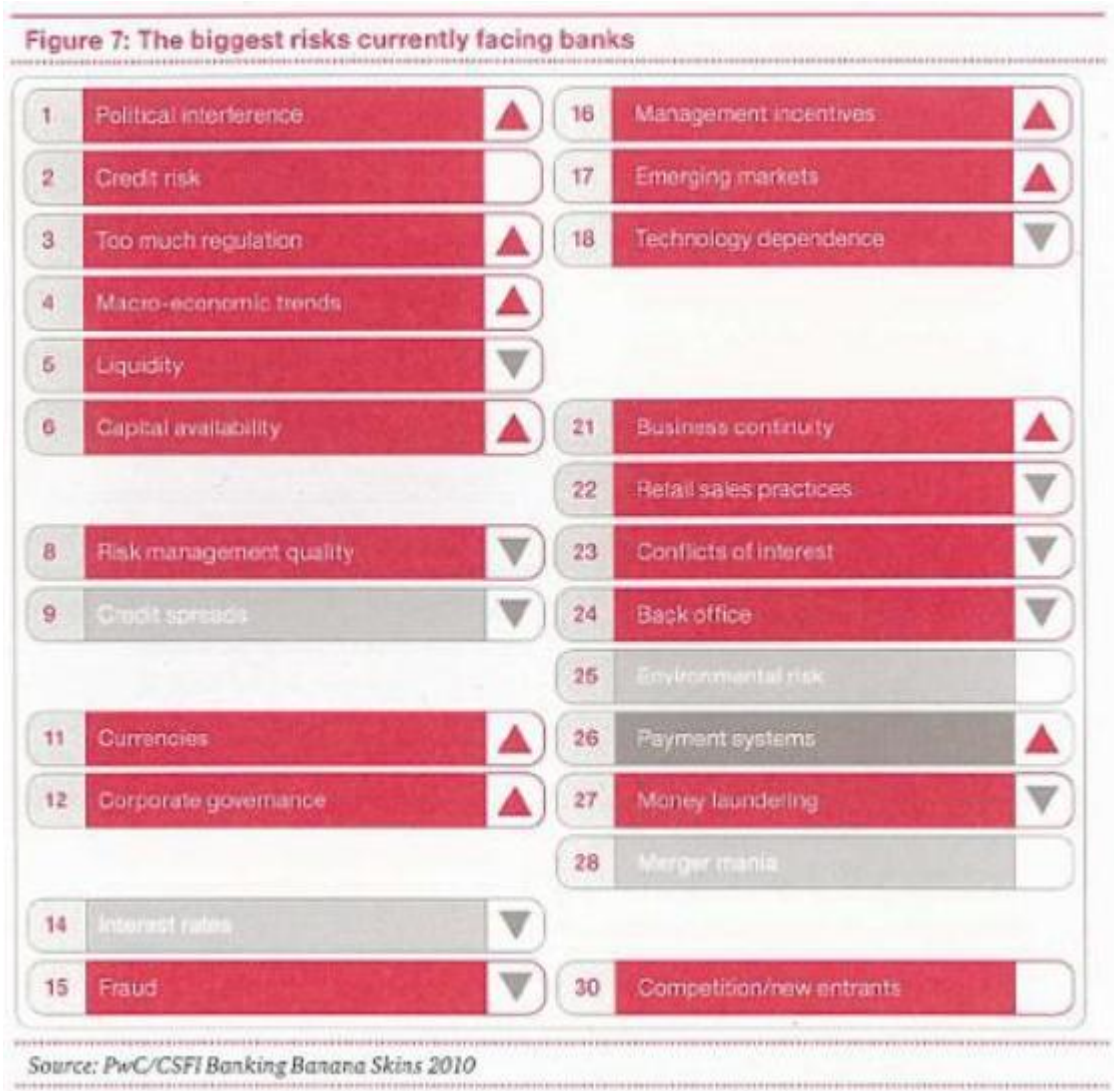 Figure 7: The biggest risks currently facing banks
1 Political interference
2 Credit risk
3 Too much regulation
4 Macro-economic trends
5 Liquidity
6 Capital availability
8 Risk management quality
9 Credit spreads
11 Currencies
12 Corporate governance
14 Interest rates
15 Fraud
16 Management incentives
17 Emerging markets
18 Technology dependence
21 Business continuity
22 Retail sales practices
23 Conflicts of interest
24 Back office
25 Environmental risk
26 Payment systems
27 Money laundering
28 Merger mania
30 Competition/new entrants
Source: PwC/CSFI Banking Banana Skins 2010